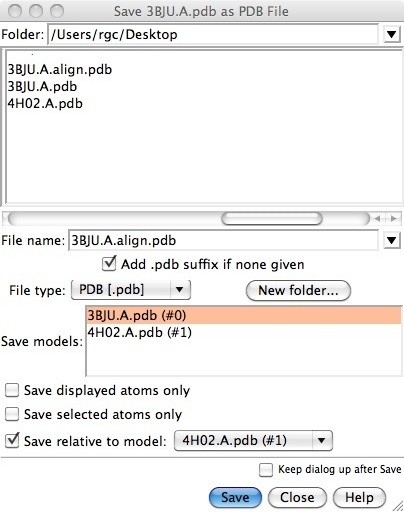 Save 3BJU.A.pdb as PDB File
Folder: /Users/rgc/Desktop
3BJU.A.align.pdb
3BJU.A.pdb
4H02.A.pdb
File name: 3BJU.A.align.pdb
Add .pdb suffix if none given
File type: PDB [.pdb] New folder...
3BJU.A.pdb (#0)
4H02.A.pdb (#1)
Save models:
Save displayed atoms only
Save selected atoms only
Save relative to model: 4H02.A.pdb (#1)
Keep dialog up after Save
Save Close Help